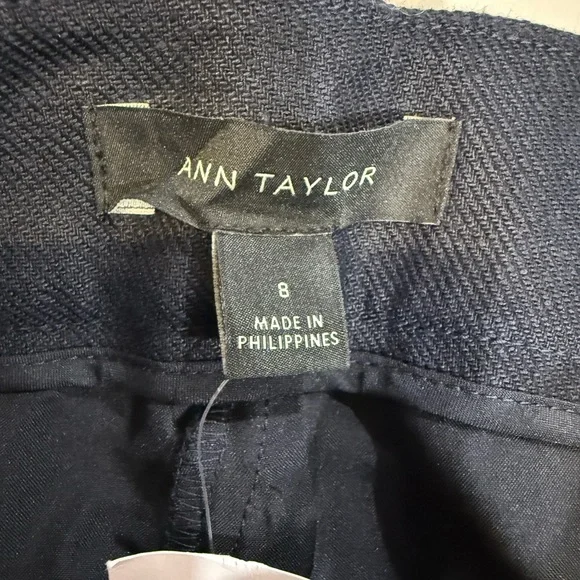 ANN TAYLOR
8
MADE IN
PHILIPPINES